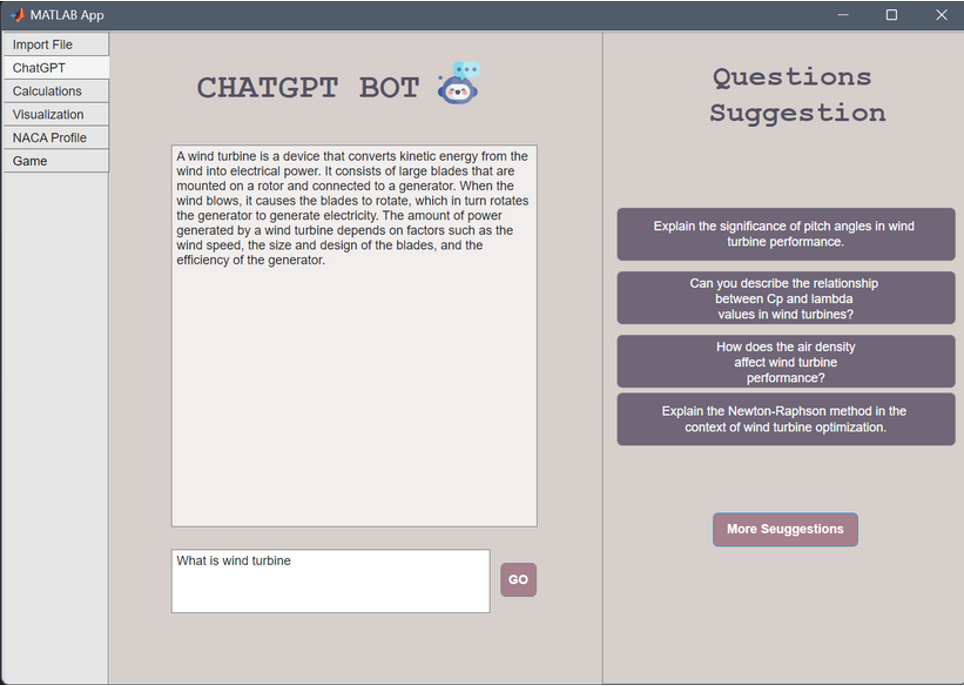 MATLAB App
Import File
ChatGPT
Calculations
Visualization
NACA Profile
Game
CHATGPT BOT
A wind turbine is a device that converts kinetic energy from the
wind into electrical power. It consists of large blades that are
mounted on a rotor and connected to a generator. When the
wind blows, it causes the blades to rotate, which in turn rotates
the generator to generate electricity. The amount of power
generated by a wind turbine depends on factors such as the
wind speed, the size and design of the blades, and the
efficiency of the generator.
What is wind turbine
GO
Questions
Suggestion
Explain the significance of pitch angles in wind
turbine performance.
Can you describe the relationship
between Cp and lambda
values in wind turbines?
How does the air density
affect wind turbine
performance?
Explain the Newton-Raphson method in the
context of wind turbine optimization.
More Seuggestions